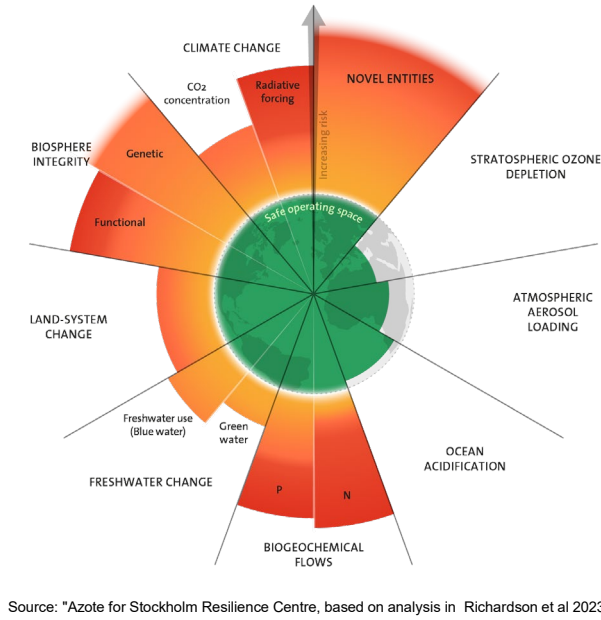 CLIMATE CHANGE
CO2
concentration
Radiative
forcing
NOVEL ENTITIES
Increasing risk
BIOSPHERE
INTEGRITY
Genetic
STRATOSPHERIC OZONE
DEPLETION
Functional
Safe operating space
LAND-SYSTEM
CHANGE
ATMOSPHERIC
AEROSOL
LOADING
Freshwater use
(Blue water)
Green
water
FRESHWATER CHANGE
P
N
OCEAN
ACIDIFICATION
BIOGEOCHEMICAL
FLOWS
Source: "Azote for Stockholm Resilience Centre, based on analysis in Richardson et al 2023